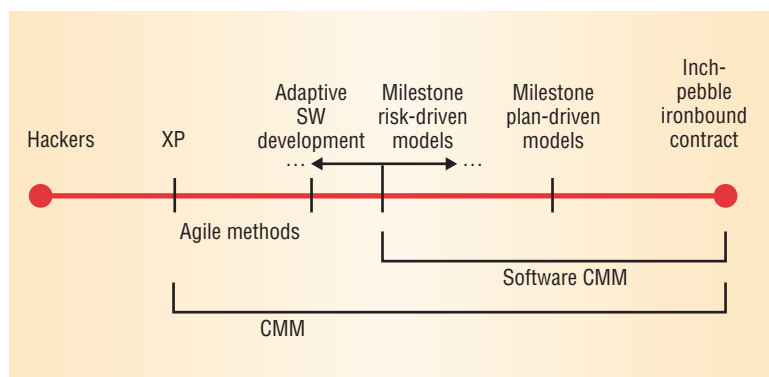 Hackers
XP
Adaptive
SW
development
Milestone
risk-driven
models
Milestone
plan-driven
models
Inch-
pebble
ironbound
contract
... ...
Agile methods
Software CMM
CMM